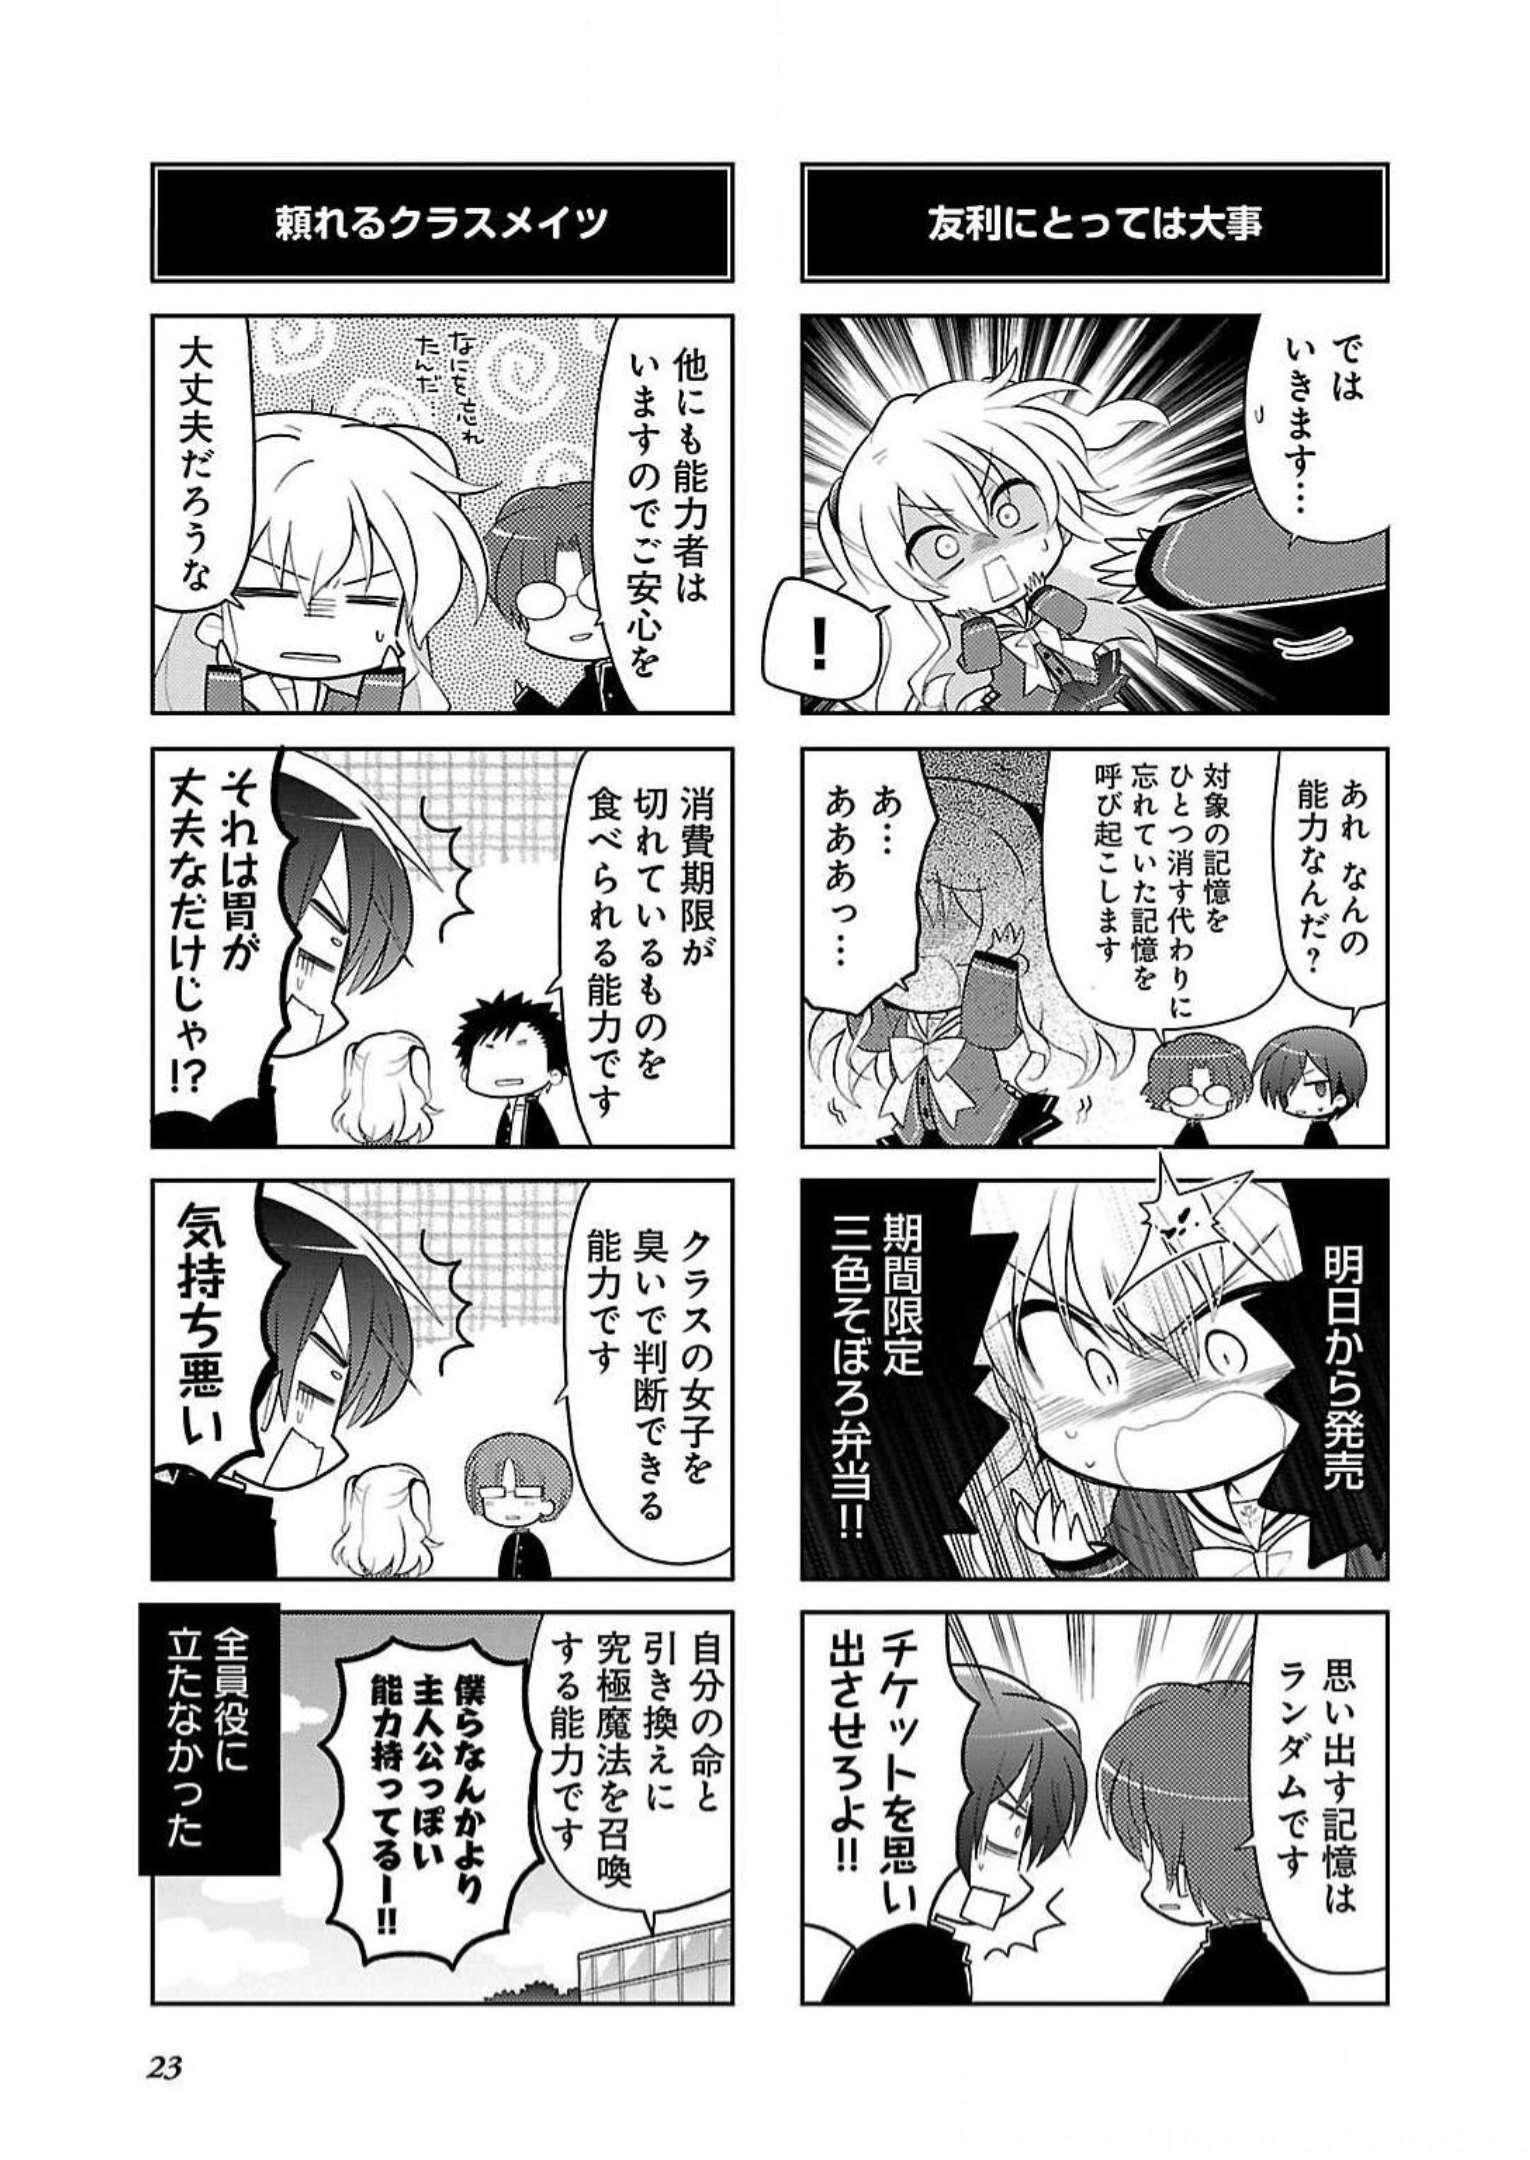 友利にとっては大事
では
いきます…
！
あれ なんの
能力なんだ？
対象の記憶を
ひとつ消す代わりに
忘れていた記憶を
呼び起こします
あ…
あああっ…
明日から発売
期間限定
三色そぼろ弁当!!
思い出す記憶は
ランダムです
チケットを思い
出させろよ!!
頼れるクラスメイツ
他にも能力者は
いますのでご安心を
なにを忘れ
たんだ…
大丈夫だろうな
消費期限が
切れているものを
食べられる能力です
それは胃が
丈夫なだけじゃ!?
クラスの女子を
臭いで判断できる
能力です
気持ち悪い
自分の命と
引き換えに
究極魔法を召喚
する能力です
僕らなんかより
主人公っぽい
能力持ってるー!!
全員役に
立たなかった
23